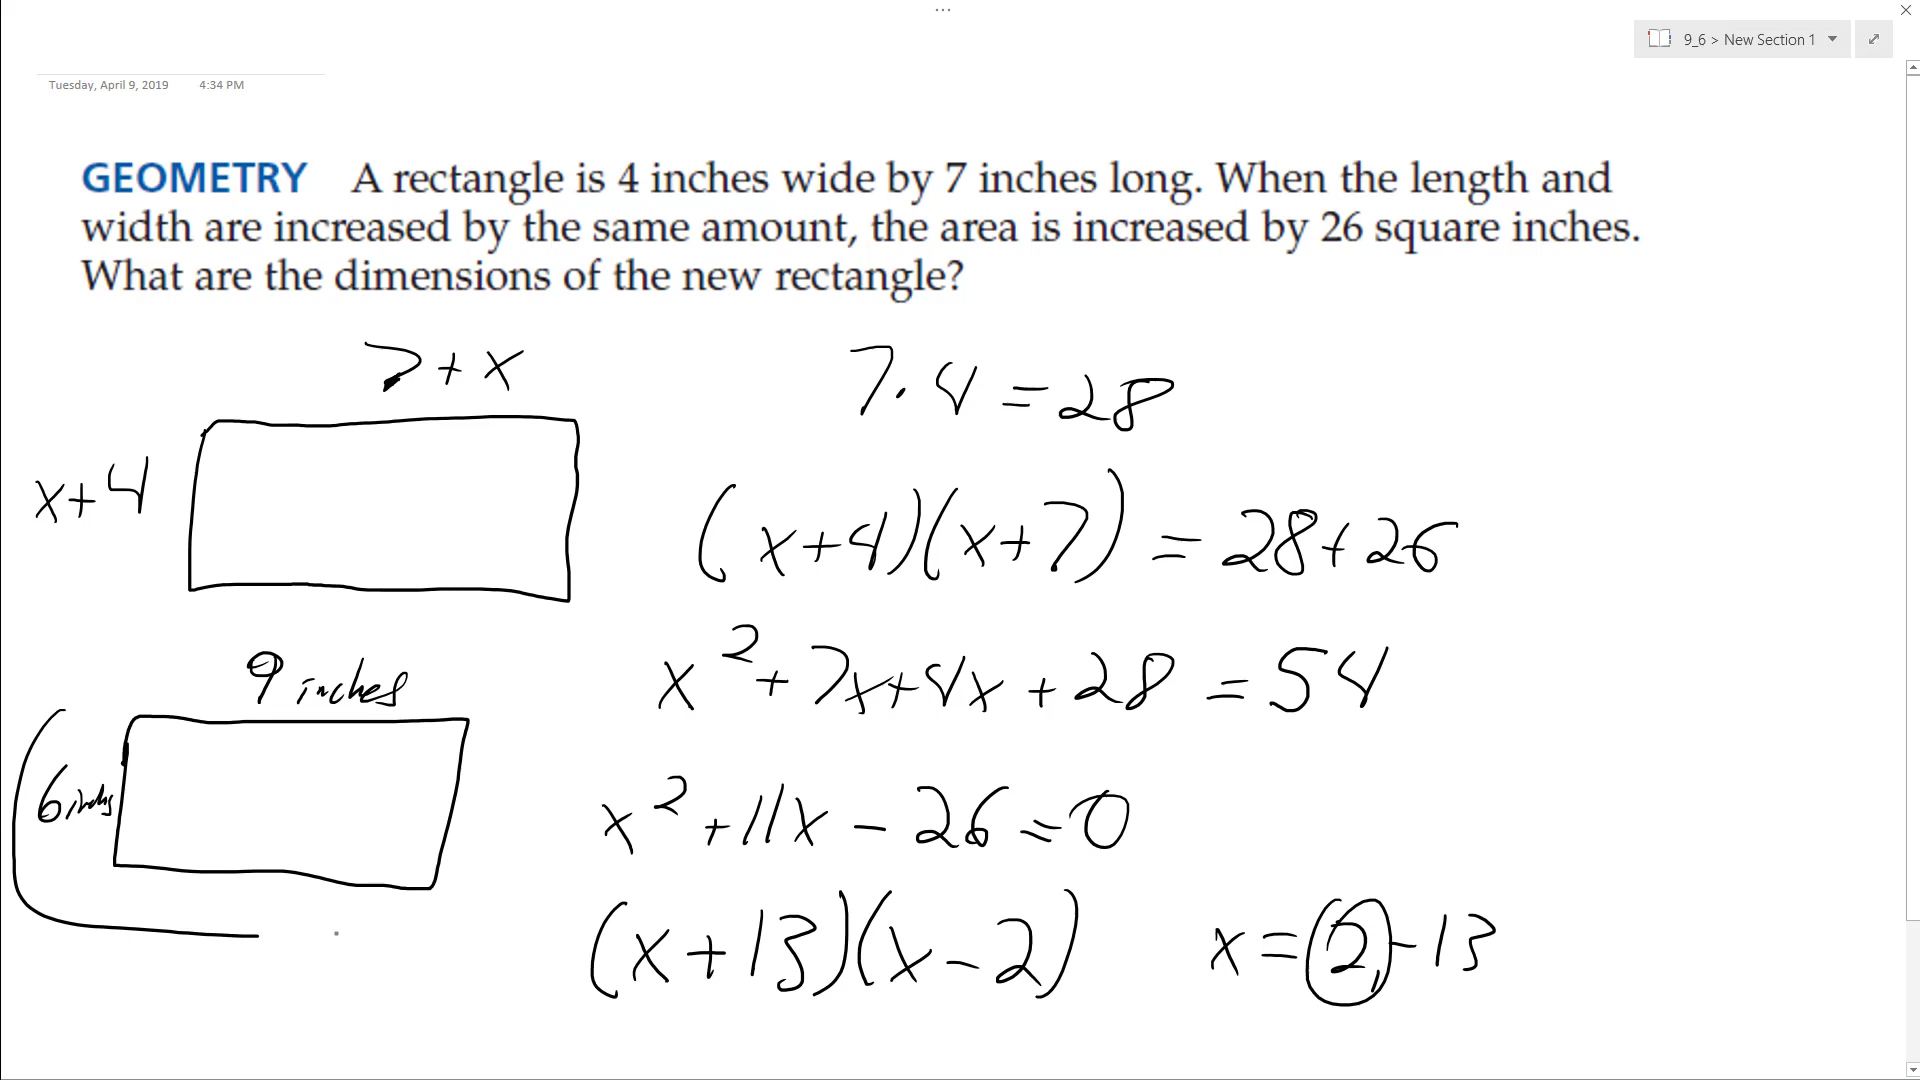 9_6 > New Section 1
Tuesday, April 9, 2019 4:34 PM
GEOMETRY A rectangle is 4 inches wide by 7 inches long. When the length and
width are increased by the same amount, the area is increased by 26 square inches.
What are the dimensions of the new rectangle?
7 + x
x+4
7 · 4 = 28
(x+4)(x+7) = 28+26
x² + 7x+4x + 28 = 54
9 inches
6 inches
x² + 11x - 26 = 0
(x+13)(x-2) x = 2, -13